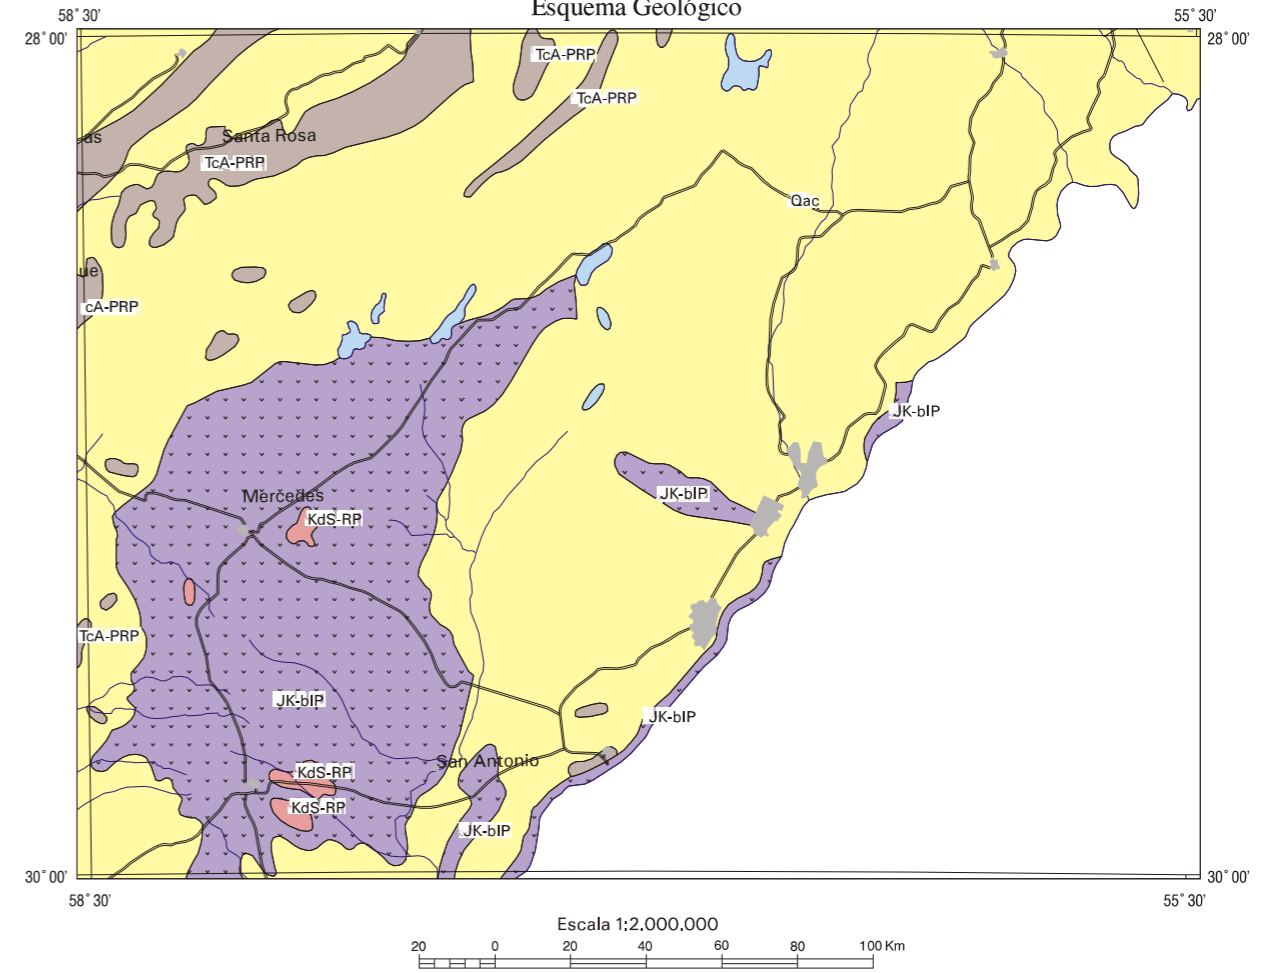 Esquema Geológico
58° 30'
55° 30'
28° 00'
28° 00'
TcA-PRP
TcA-PRP
as
Santa Rosa
TcA-PRP
Qac
ue
cA-PRP
JK-bIP
Mercedes
JK-bIP
KdS-RP
TcA-PRP
JK-bIP
JK-bIP
San Antonio
KdS-RP
KdS-RP
JK-bIP
30° 00'
30° 00'
58° 30'
55° 30'
Escala 1:2.000.000
20 0 20 40 60 80 100 Km